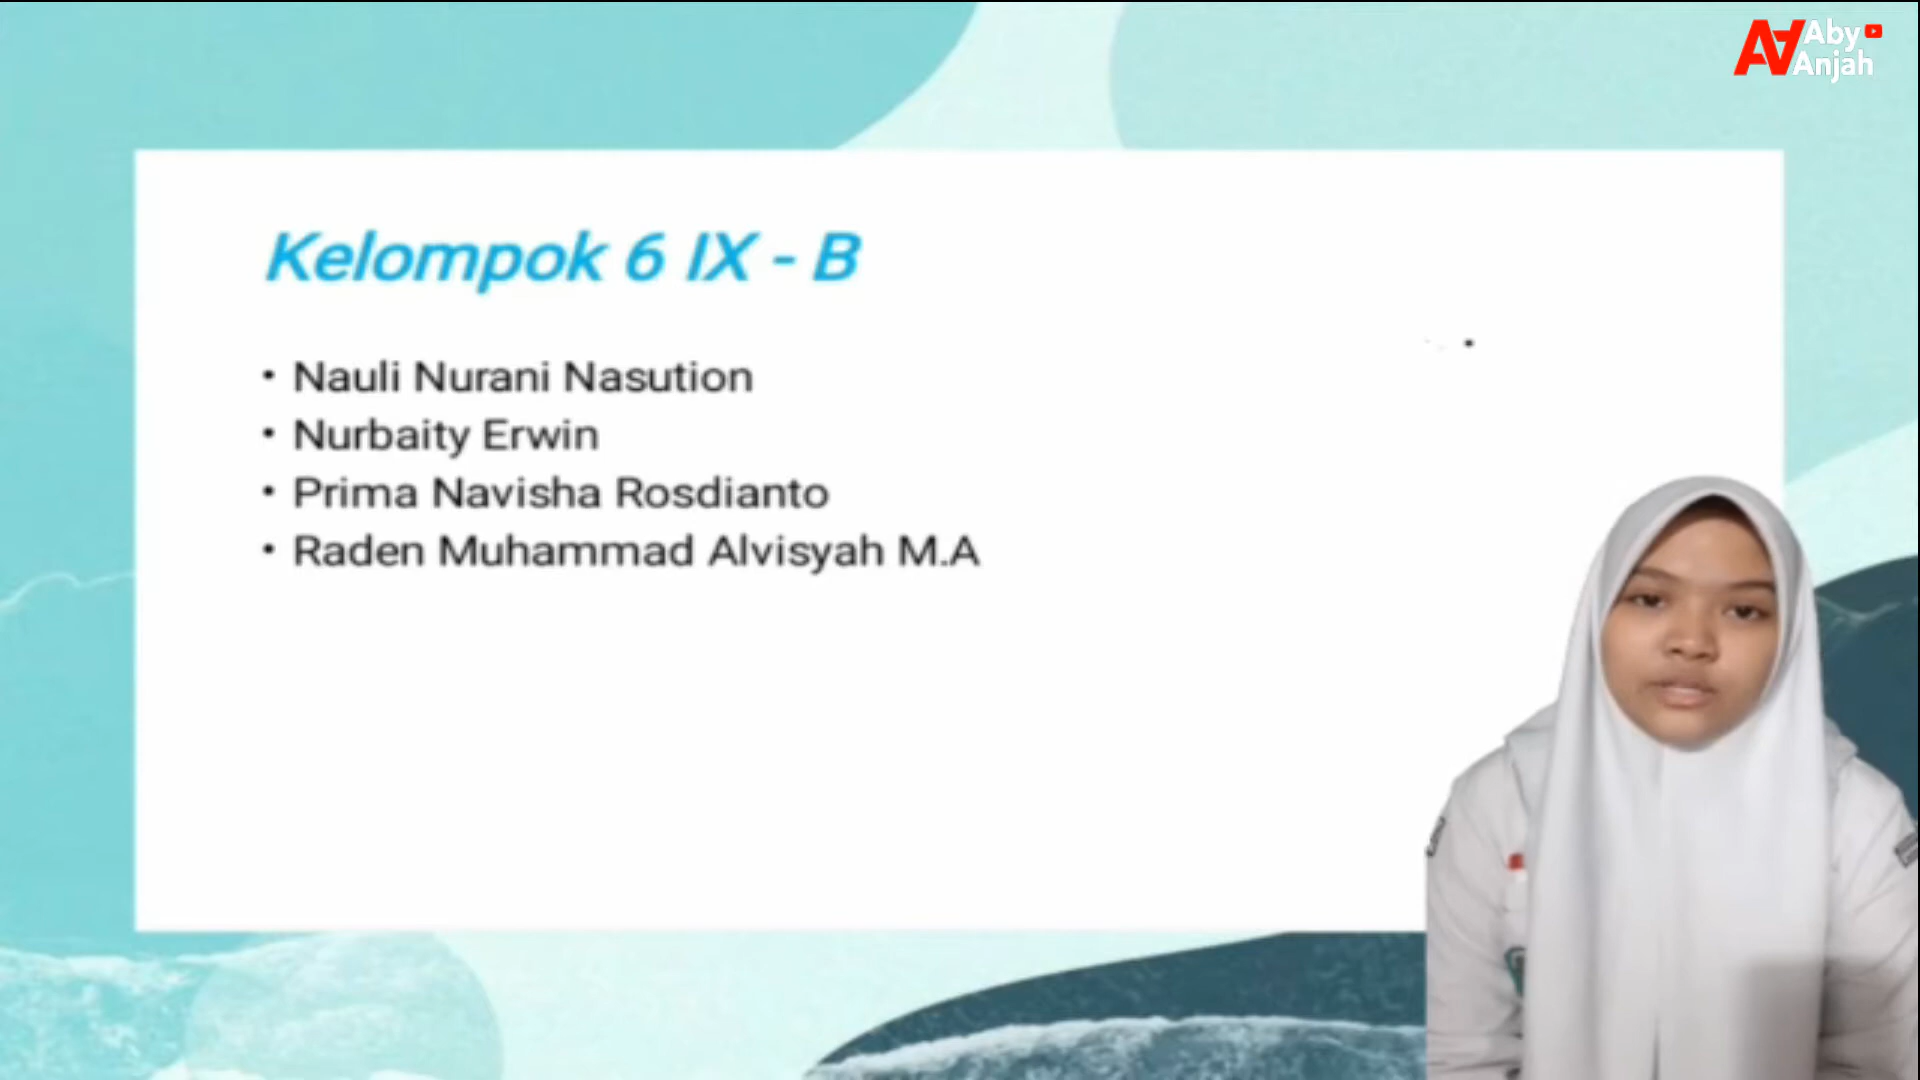 Aby
Anjah
Kelompok 6 IX - B
• Nauli Nurani Nasution
• Nurbaity Erwin
• Prima Navisha Rosdianto
• Raden Muhammad Alvisyah M.A